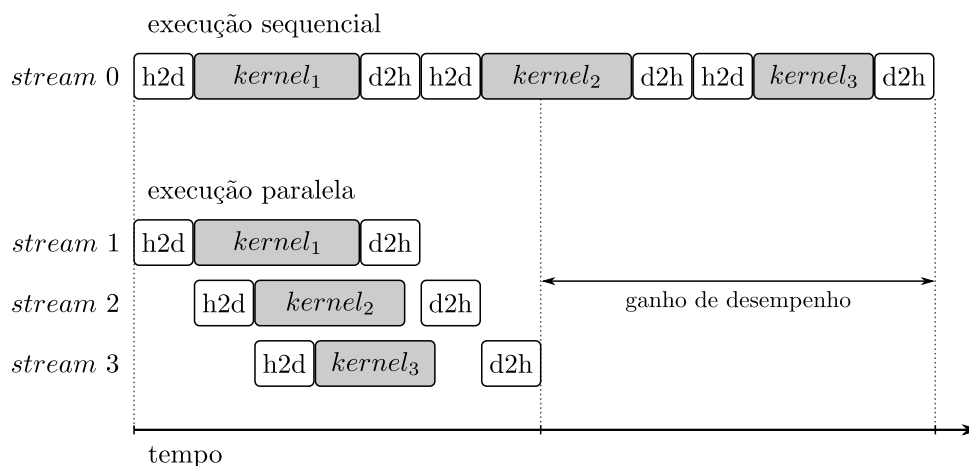 execução sequencial
stream 0 h2d kernel₁ d2h h2d kernel₂ d2h h2d kernel₃ d2h
execução paralela
stream 1 h2d kernel₁ d2h
stream 2 h2d kernel₂ d2h
ganho de desempenho
stream 3 h2d kernel₃ d2h
tempo